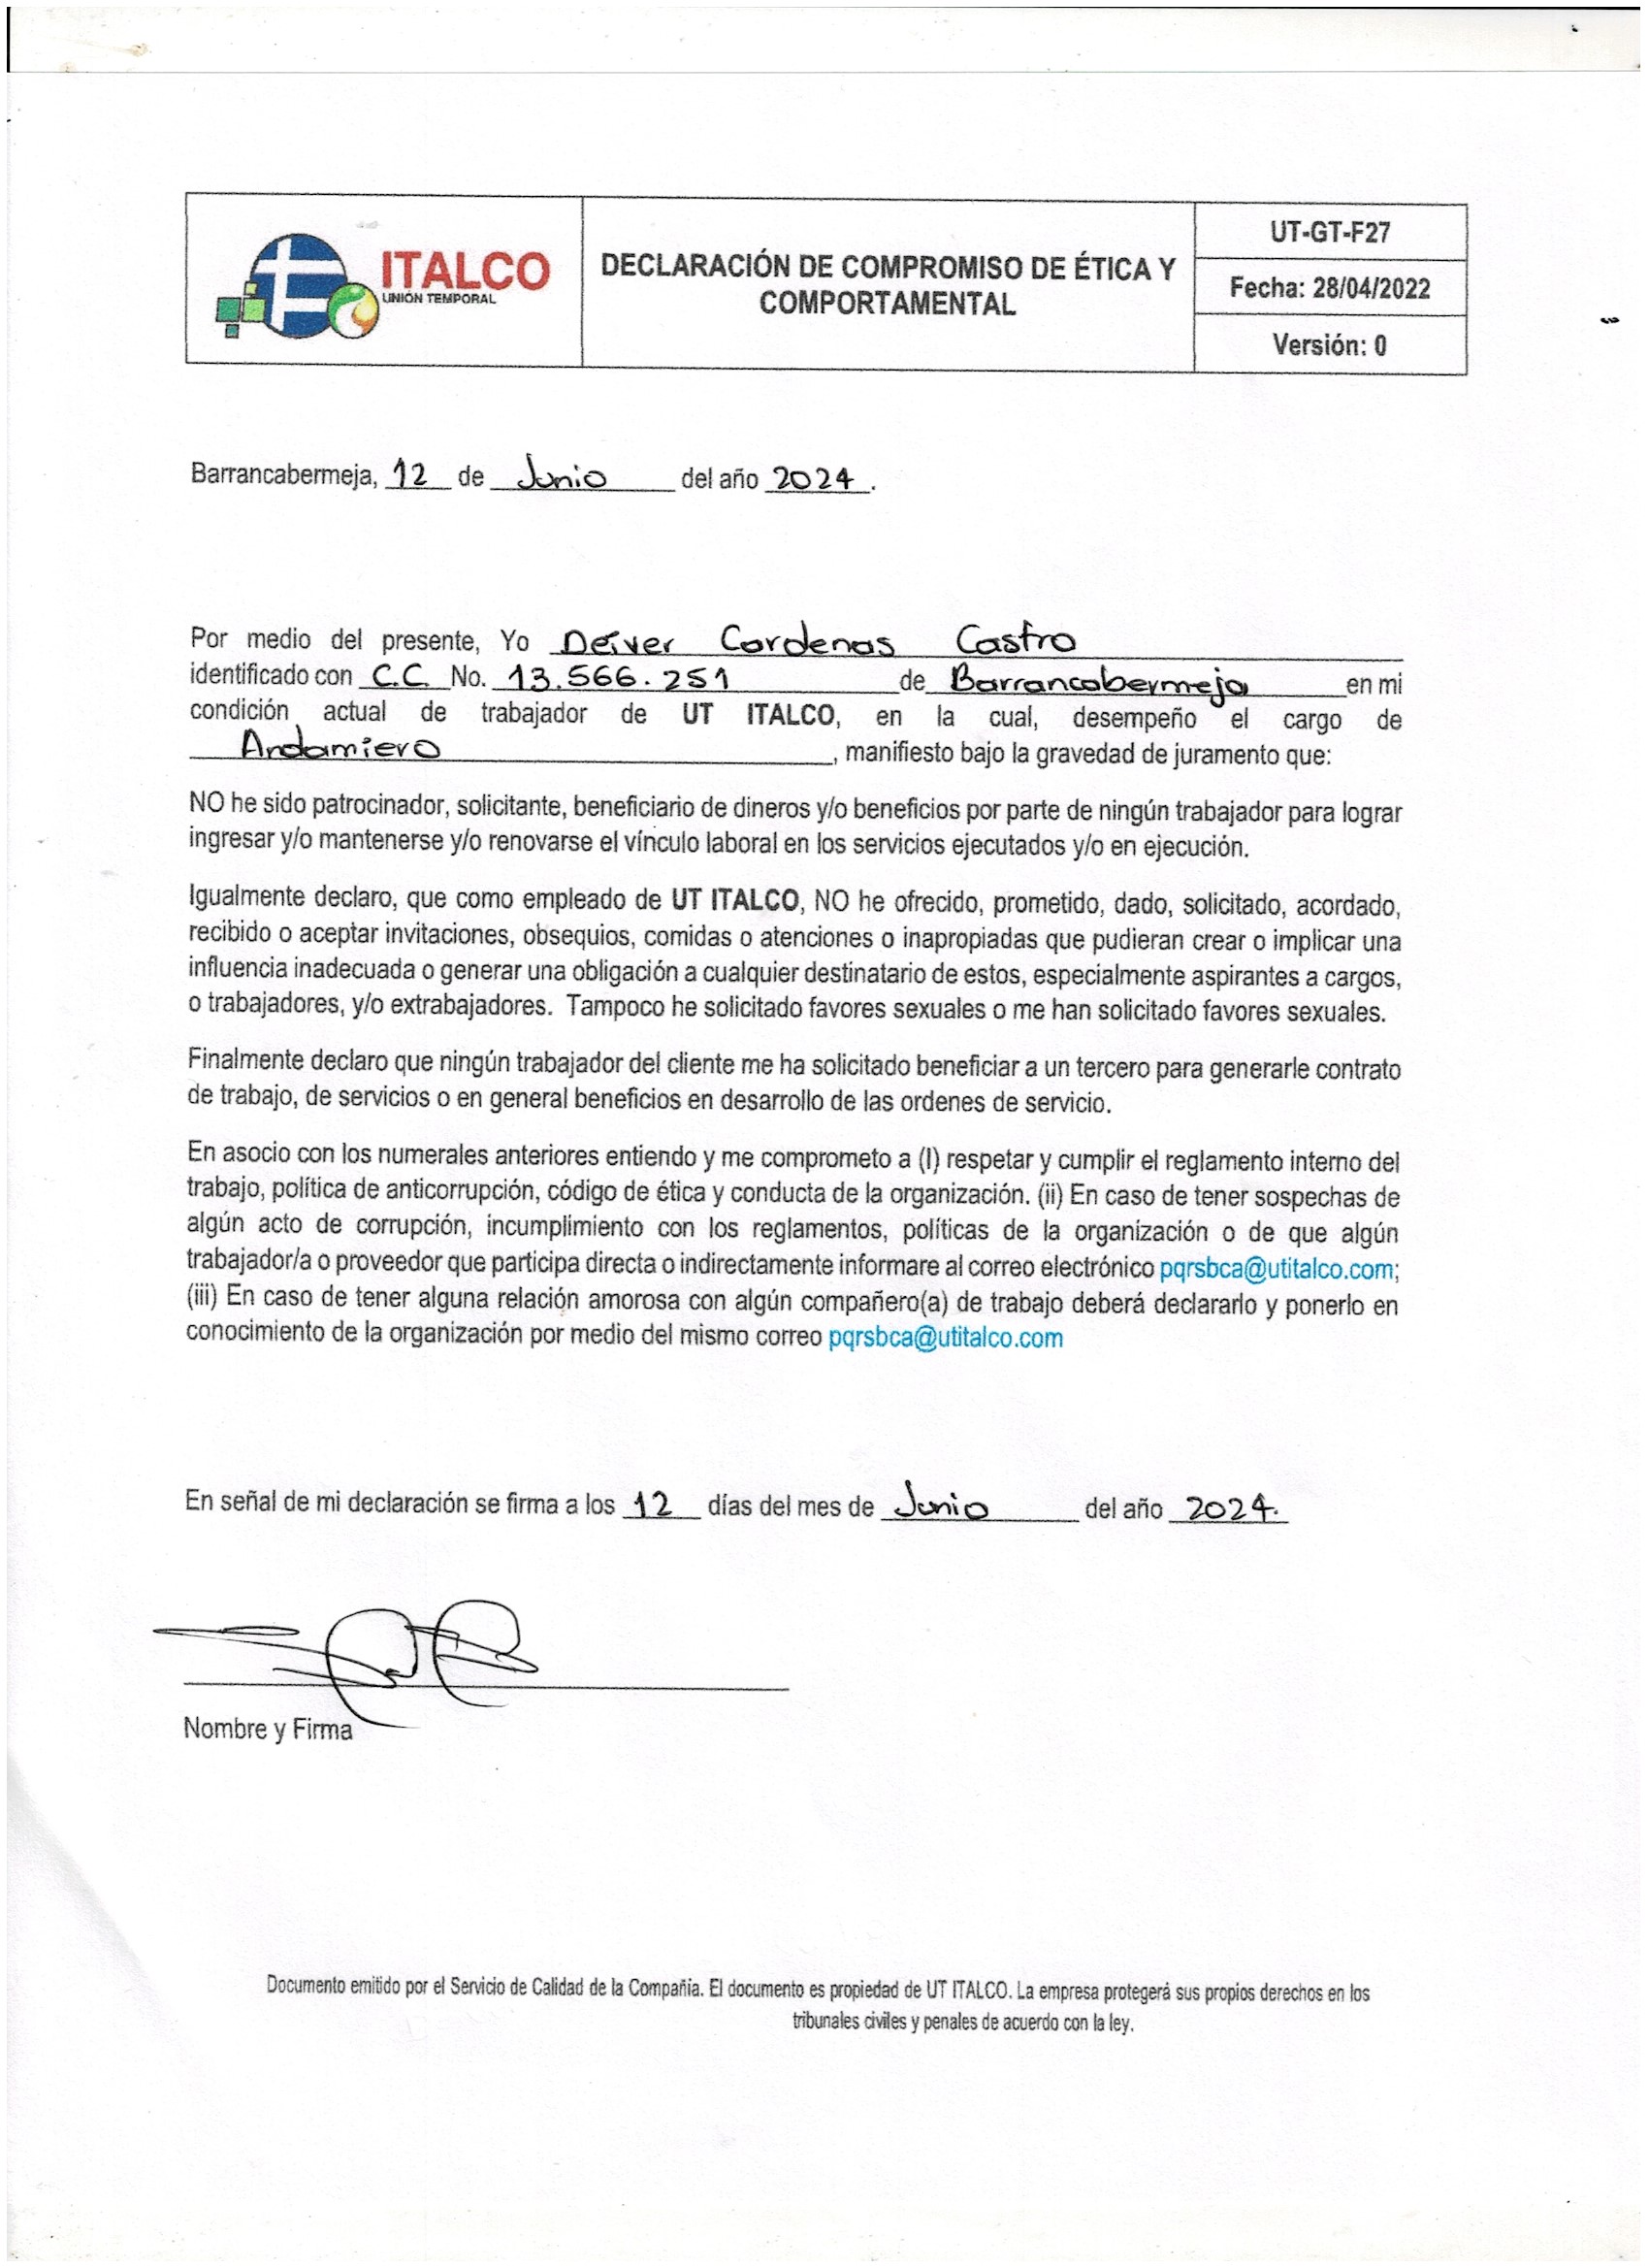 ITALCO
UNIÓN TEMPORAL
DECLARACIÓN DE COMPROMISO DE ÉTICA Y
COMPORTAMENTAL
UT-GT-F27
Fecha: 28/04/2022
Versión: 0
Barrancabermeja, 12 de Junio del año 2024.
Por medio del presente, Yo Deiver Cardenas Castro
identificado con C.C. No. 13.566.251 de Barrancabermeja en mi
condición actual de trabajador de UT ITALCO, en la cual, desempeño el cargo de
Andamiero, manifiesto bajo la gravedad de juramento que:
NO he sido patrocinador, solicitante, beneficiario de dineros y/o beneficios por parte de ningún trabajador para lograr
ingresar y/o mantenerse y/o renovarse el vínculo laboral en los servicios ejecutados y/o en ejecución.
Igualmente declaro, que como empleado de UT ITALCO, NO he ofrecido, prometido, dado, solicitado, acordado,
recibido o aceptar invitaciones, obsequios, comidas o atenciones o inapropiadas que pudieran crear o implicar una
influencia inadecuada o generar una obligación a cualquier destinatario de estos, especialmente aspirantes a cargos,
o trabajadores, y/o extrabajadores. Tampoco he solicitado favores sexuales o me han solicitado favores sexuales.
Finalmente declaro que ningún trabajador del cliente me ha solicitado beneficiar a un tercero para generarle contrato
de trabajo, de servicios o en general beneficios en desarrollo de las ordenes de servicio.
En asocio con los numerales anteriores entiendo y me comprometo a (I) respetar y cumplir el reglamento interno del
trabajo, política de anticorrupción, código de ética y conducta de la organización. (ii) En caso de tener sospechas de
algún acto de corrupción, incumplimiento con los reglamentos, políticas de la organización o de que algún
trabajador/a o proveedor que participa directa o indirectamente informare al correo electrónico pqrsbca@utitalco.com;
(iii) En caso de tener alguna relación amorosa con algún compañero(a) de trabajo deberá declararlo y ponerlo en
conocimiento de la organización por medio del mismo correo pqrsbca@utitalco.com
En señal de mi declaración se firma a los 12 días del mes de Junio del año 2024.
Nombre y Firma
Documento emitido por el Servicio de Calidad de la Compañia. El documento es propiedad de UT ITALCO. La empresa protegerá sus propios derechos en los
tribunales civiles y penales de acuerdo con la ley.